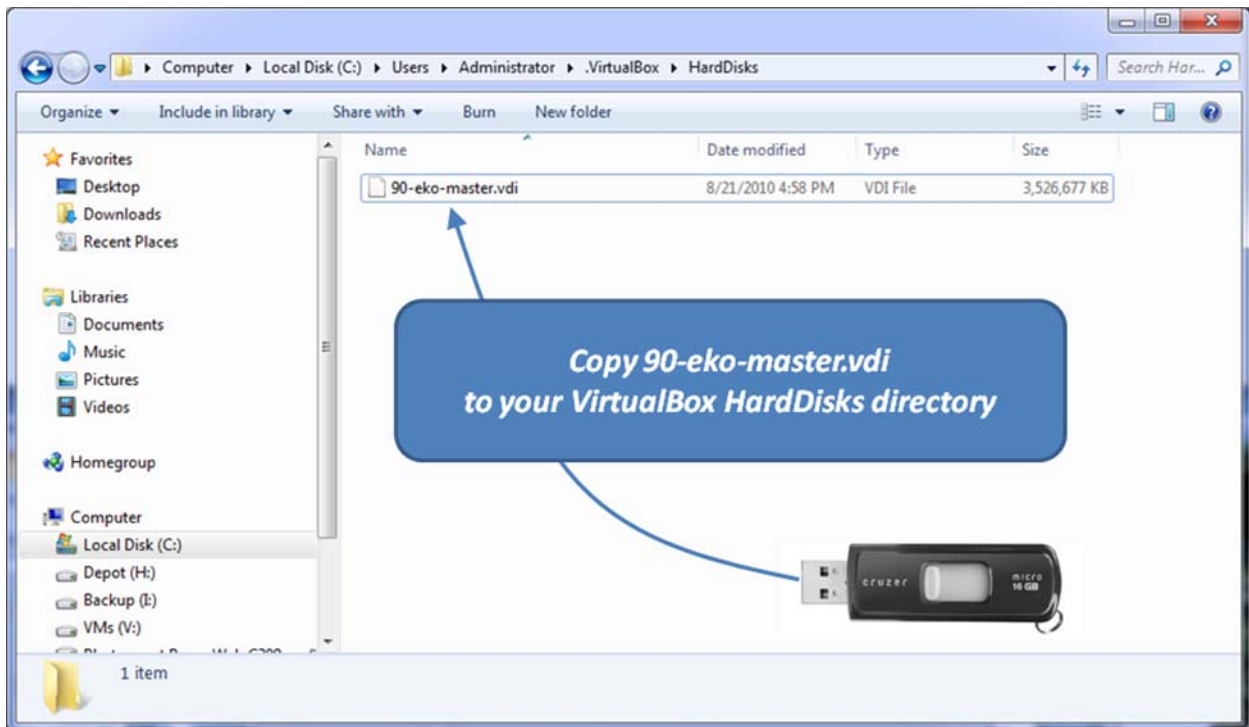 Computer ▸ Local Disk (C:) ▸ Users ▸ Administrator ▸ .VirtualBox ▸ HardDisks
Search Har...
Organize
Include in library
Share with
Burn
New folder
Favorites
Desktop
Downloads
Recent Places
Libraries
Documents
Music
Pictures
Videos
Homegroup
Computer
Local Disk (C:)
Depot (H:)
Backup (I:)
VMs (V:)
Name Date modified Type Size
90-eko-master.vdi 8/21/2010 4:58 PM VDI File 3,526,677 KB
Copy 90-eko-master.vdi
to your VirtualBox HardDisks directory
cruzer
micro
16 GB
1 item